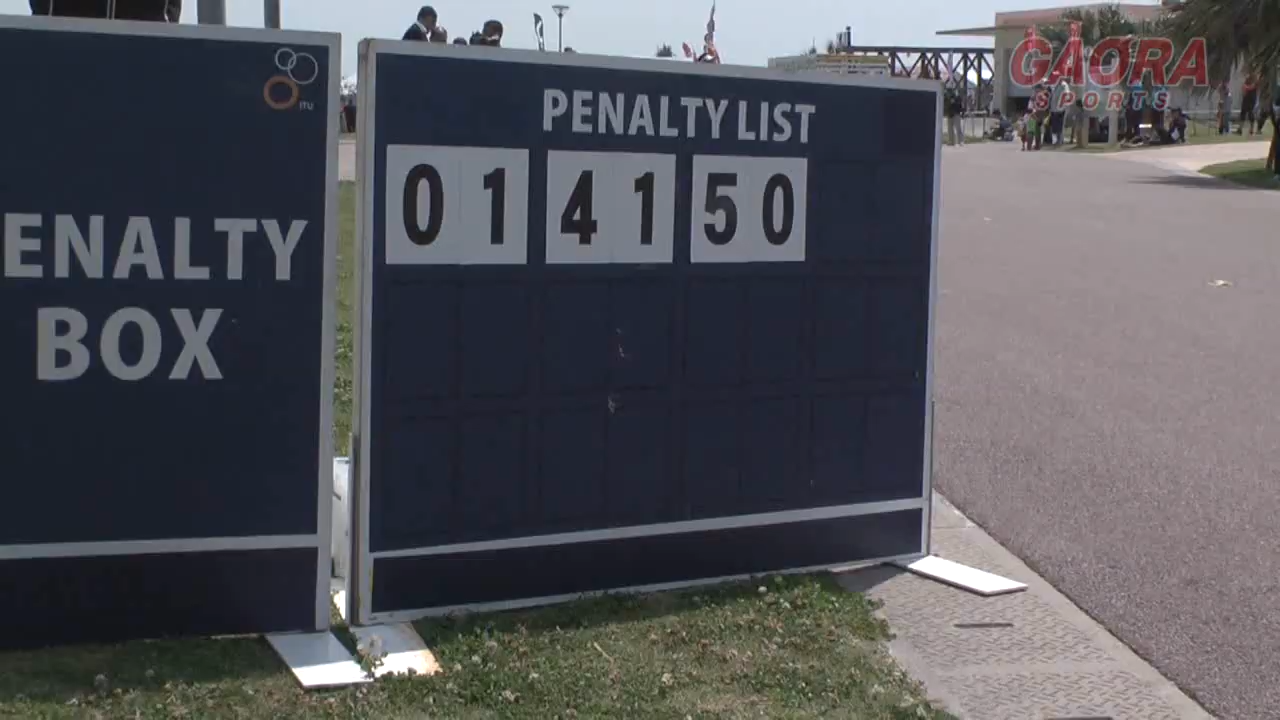 ITU
ENALTY
BOX
PENALTY LIST
01 41 50
GAORA
SPORTS